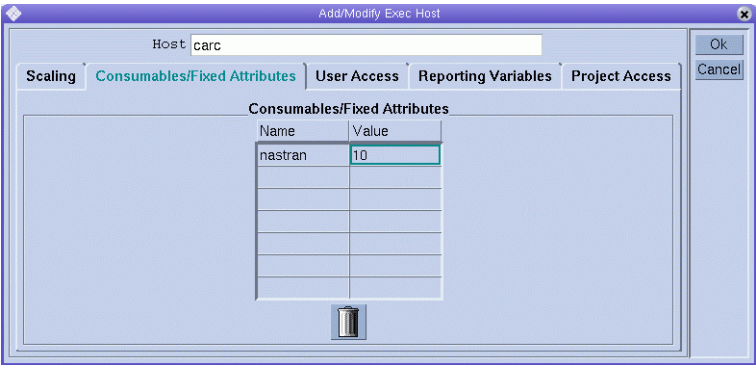 Add/Modify Exec Host
Host carc
Ok
Cancel
Scaling Consumables/Fixed Attributes User Access Reporting Variables Project Access
Consumables/Fixed Attributes
Name Value
nastran 10